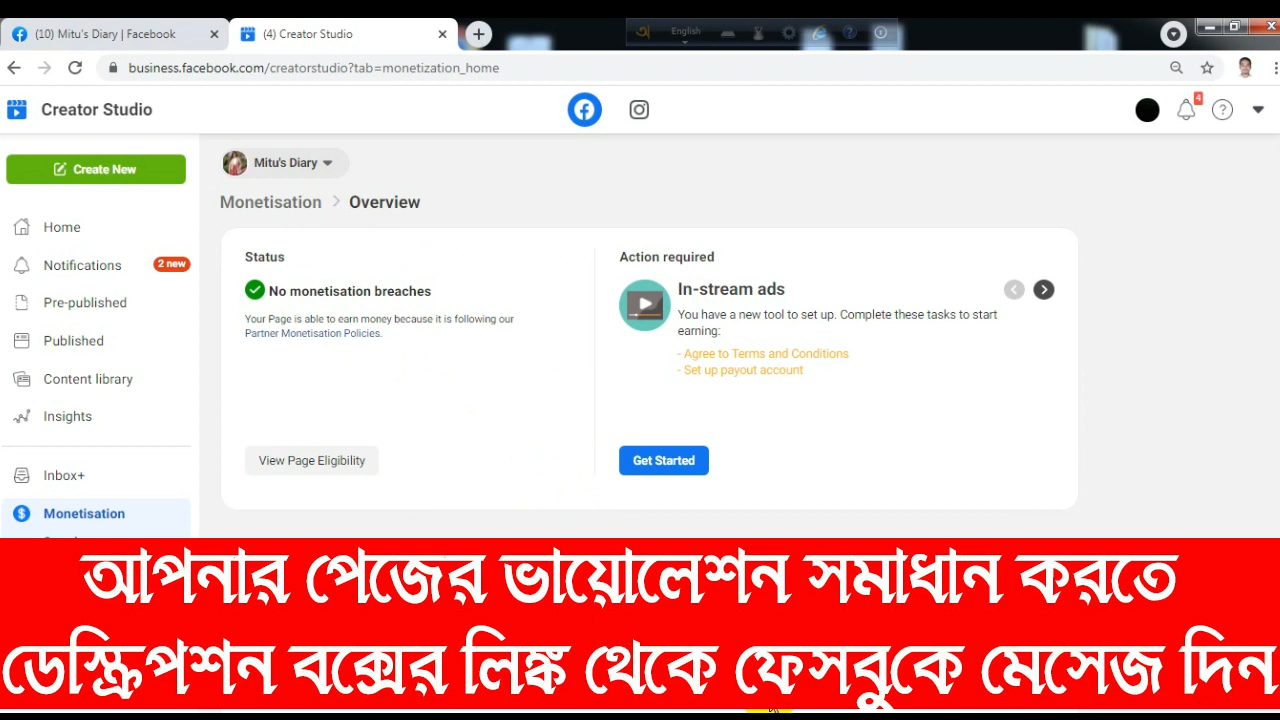 (10) Mitu's Diary | Facebook
(4) Creator Studio
English
business.facebook.com/creatorstudio?tab=monetization_home
Creator Studio
4
Create New
Mitu's Diary
Monetisation > Overview
Home
Notifications 2 new
Pre-published
Published
Content library
Insights
Inbox+
Monetisation
Status
No monetisation breaches
Your Page is able to earn money because it is following our
Partner Monetisation Policies.
View Page Eligibility
Action required
In-stream ads
You have a new tool to set up. Complete these tasks to start
earning:
- Agree to Terms and Conditions
- Set up payout account
Get Started
আপনার পেজের ভায়োলেশন সমাধান করতে
ডেস্ক্রিপশন বক্সের লিঙ্ক থেকে ফেসবুকে মেসেজ দিন